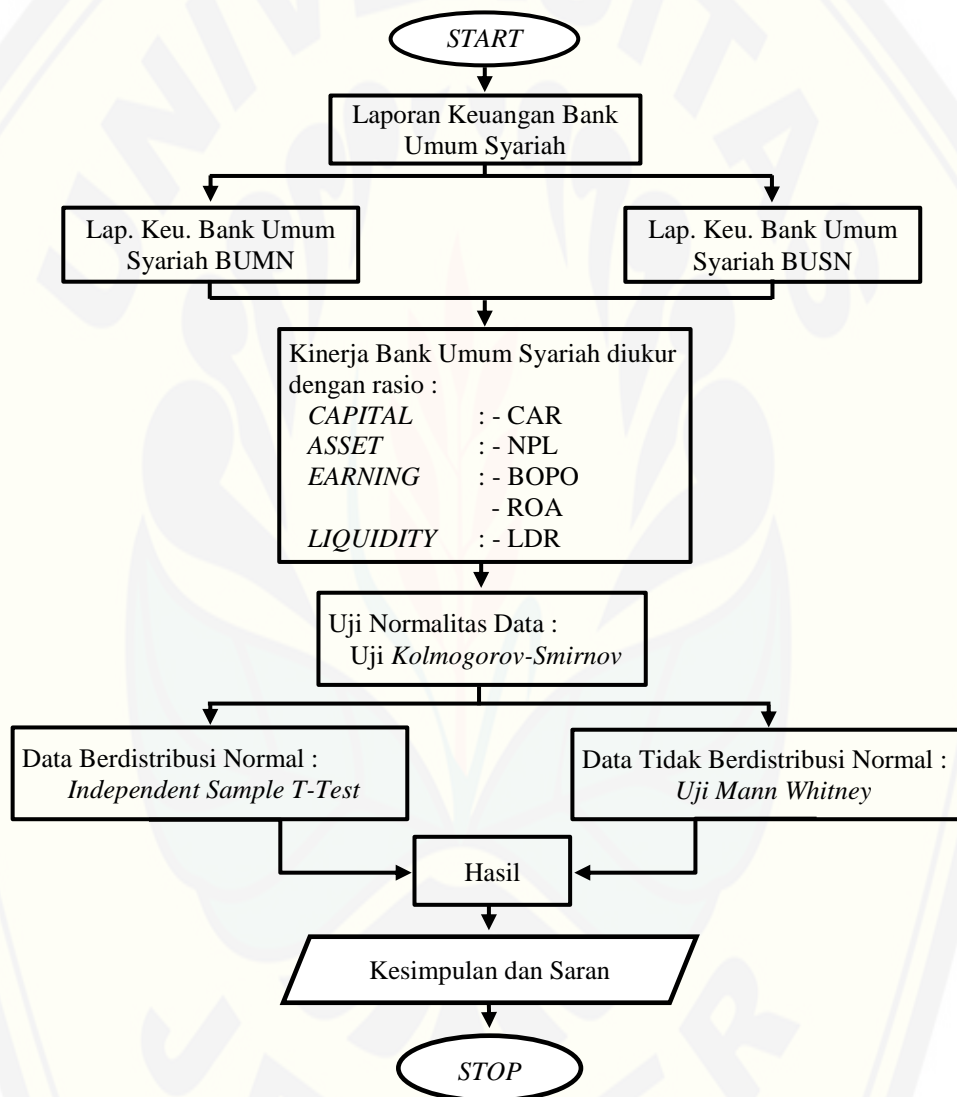 UNIVERSITAS
START
Laporan Keuangan Bank
Umum Syariah
Lap. Keu. Bank Umum
Syariah BUMN
Lap. Keu. Bank Umum
Syariah BUSN
Kinerja Bank Umum Syariah diukur
dengan rasio :
CAPITAL : - CAR
ASSET : - NPL
EARNING : - BOPO
- ROA
LIQUIDITY : - LDR
Uji Normalitas Data :
Uji Kolmogorov-Smirnov
Data Berdistribusi Normal :
Independent Sample T-Test
Data Tidak Berdistribusi Normal :
Uji Mann Whitney
Hasil
Kesimpulan dan Saran
STOP